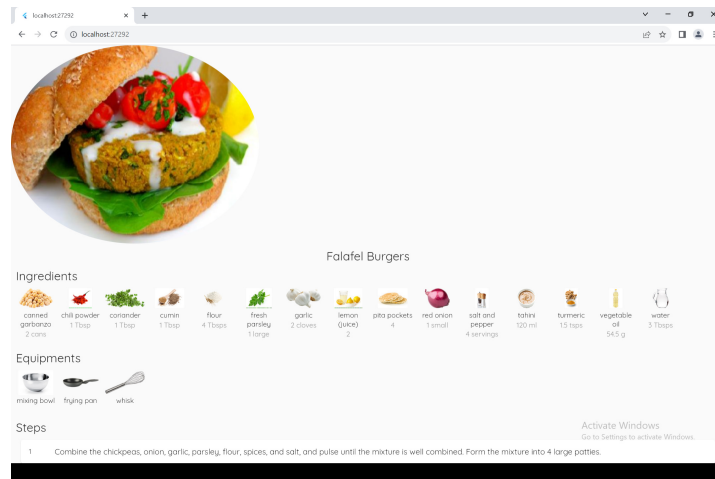 localhost:27292
localhost:27292
Falafel Burgers
Ingredients
canned garbanzo
2 cans
chili powder
1 Tbsp
coriander
1 Tbsp
cumin
1 Tbsp
flour
4 Tbsps
fresh parsley
1 large
garlic
2 cloves
lemon (juice)
2
pita pockets
4
red onion
1 small
salt and pepper
4 servings
tahini
120 ml
turmeric
1.5 tsps
vegetable oil
54.5 g
water
3 Tbsps
Equipments
mixing bowl
frying pan
whisk
Steps
Activate Windows
Go to Settings to activate Windows.
1 Combine the chickpeas, onion, garlic, parsley, flour, spices, and salt, and pulse until the mixture is well combined. Form the mixture into 4 large patties.